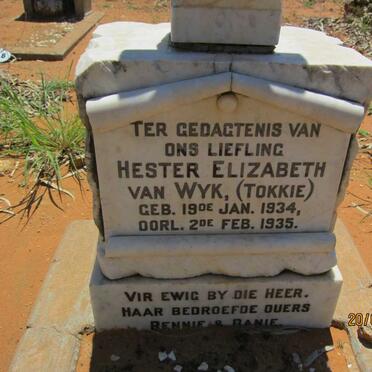 TER GEDAGTENIS VAN
ONS LIEFLING
HESTER ELIZABETH
VAN WYK, (TOKKIE)
GEB. 19DE JAN. 1934,
OORL. 2DE FEB. 1935.
VIR EWIG BY DIE HEER.
HAAR BEDROEFDE OUERS
BENNIE & DANIE.
20/0